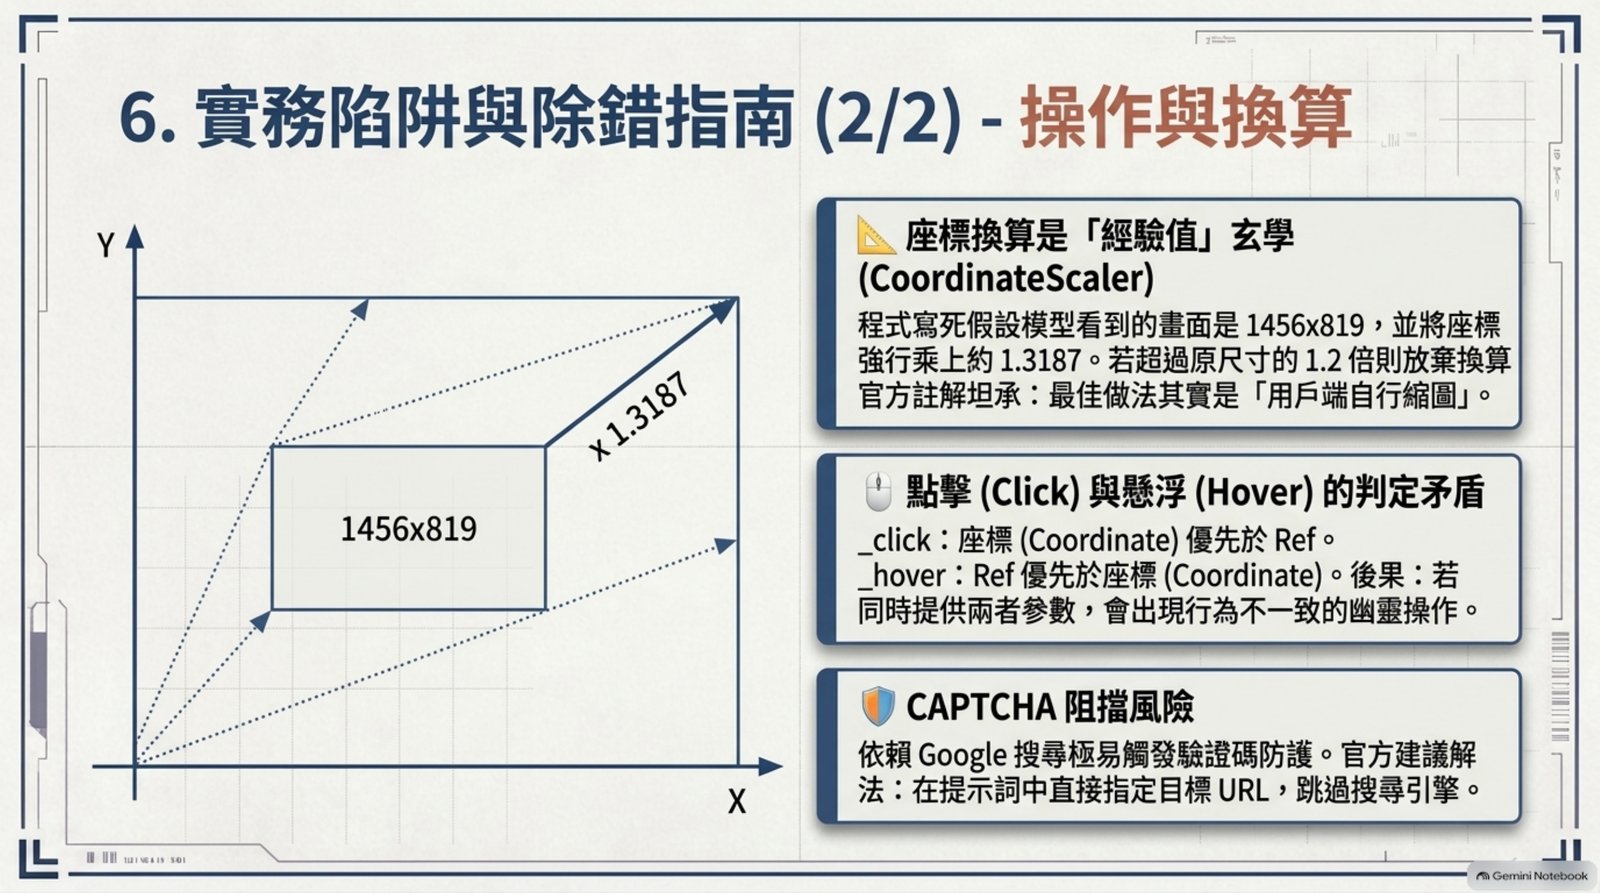 6. 實務陷阱與除錯指南 (2/2) - 操作與換算
Y
1456x819
x 1.3187
X
座標換算是「經驗值」玄學
(CoordinateScaler)
程式寫死假設模型看到的畫面是 1456x819，並將座標
強行乘上約 1.3187。若超過原尺寸的 1.2 倍則放棄換算
官方註解坦承：最佳做法其實是「用戶端自行縮圖」。
點擊 (Click) 與懸浮 (Hover) 的判定矛盾
_click：座標 (Coordinate) 優先於 Ref。
_hover：Ref 優先於座標 (Coordinate)。後果：若
同時提供兩者參數，會出現行為不一致的幽靈操作。
CAPTCHA 阻擋風險
依賴 Google 搜尋極易觸發驗證碼防護。官方建議解
法：在提示詞中直接指定目標 URL，跳過搜尋引擎。
Gemini Notebook